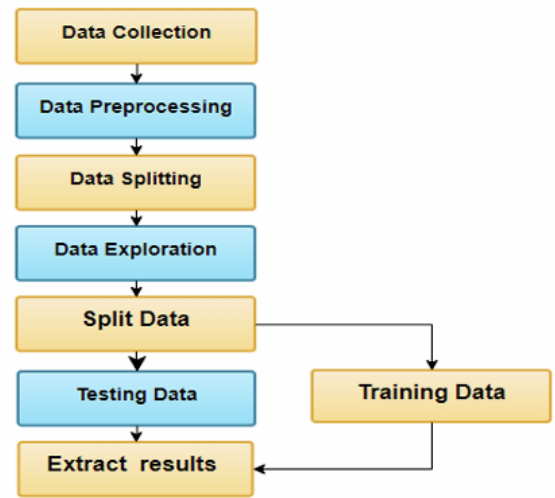 Data Collection
Data Preprocessing
Data Splitting
Data Exploration
Split Data
Testing Data
Training Data
Extract results